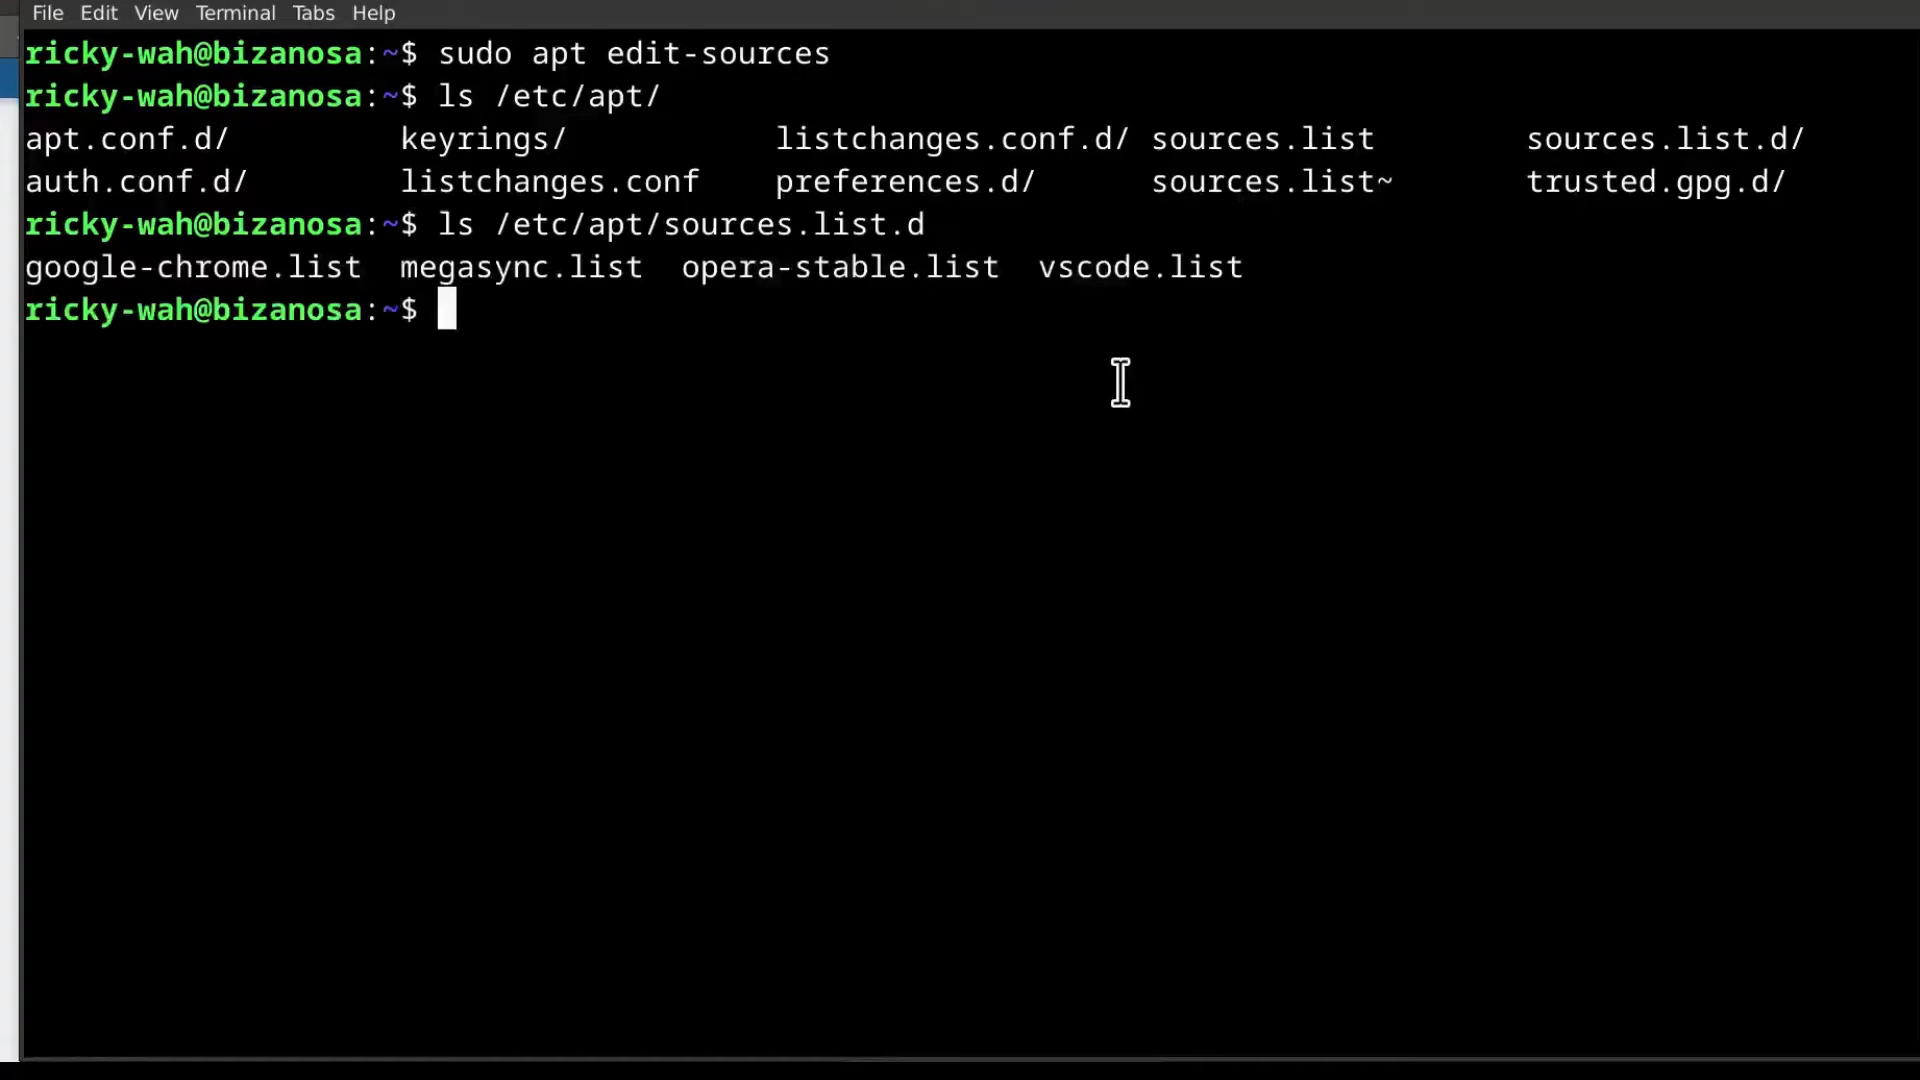 File Edit View Terminal Tabs Help
ricky-wah@bizanosa:~$ sudo apt edit-sources
ricky-wah@bizanosa:~$ ls /etc/apt/
apt.conf.d/ keyrings/ listchanges.conf.d/ sources.list sources.list.d/
auth.conf.d/ listchanges.conf preferences.d/ sources.list~ trusted.gpg.d/
ricky-wah@bizanosa:~$ ls /etc/apt/sources.list.d
google-chrome.list megasync.list opera-stable.list vscode.list
ricky-wah@bizanosa:~$